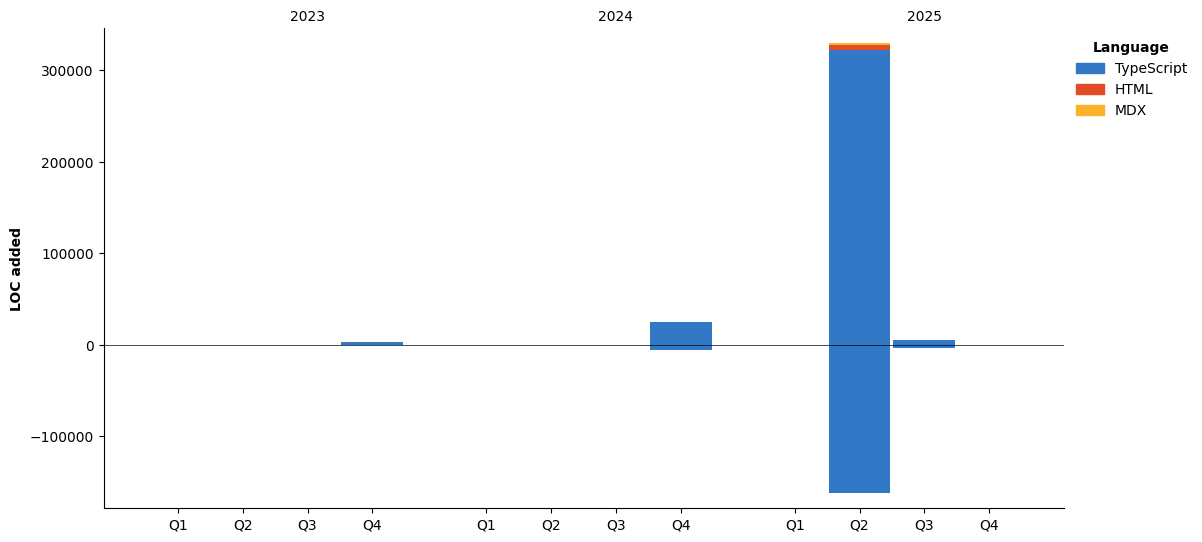 2023 2024 2025
Language
TypeScript
HTML
MDX
LOC added
300000
200000
100000
0
−100000
Q1 Q2 Q3 Q4 Q1 Q2 Q3 Q4 Q1 Q2 Q3 Q4